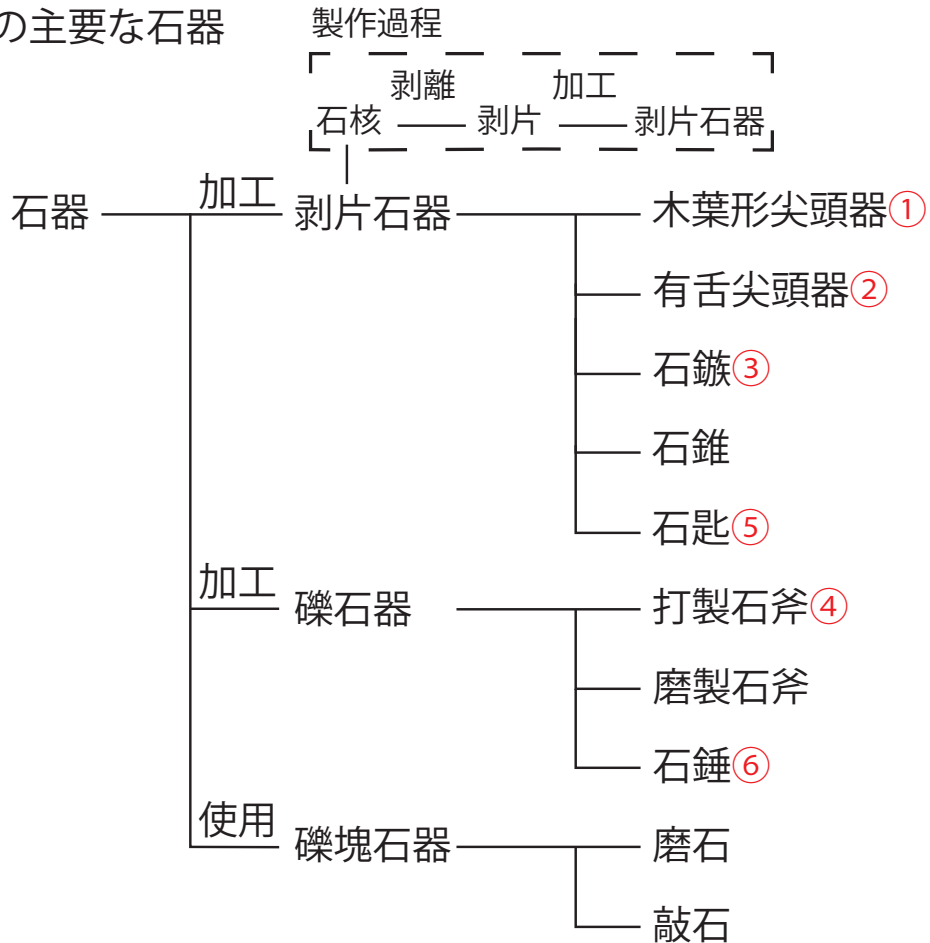 の主要な石器
製作過程
剥離 加工
石核 剥片 剥片石器
石器 加工 剥片石器 木葉形尖頭器①
有舌尖頭器②
石鏃③
石錐
石匙⑤
加工 礫石器 打製石斧④
磨製石斧
石錘⑥
使用 礫塊石器 磨石
敲石